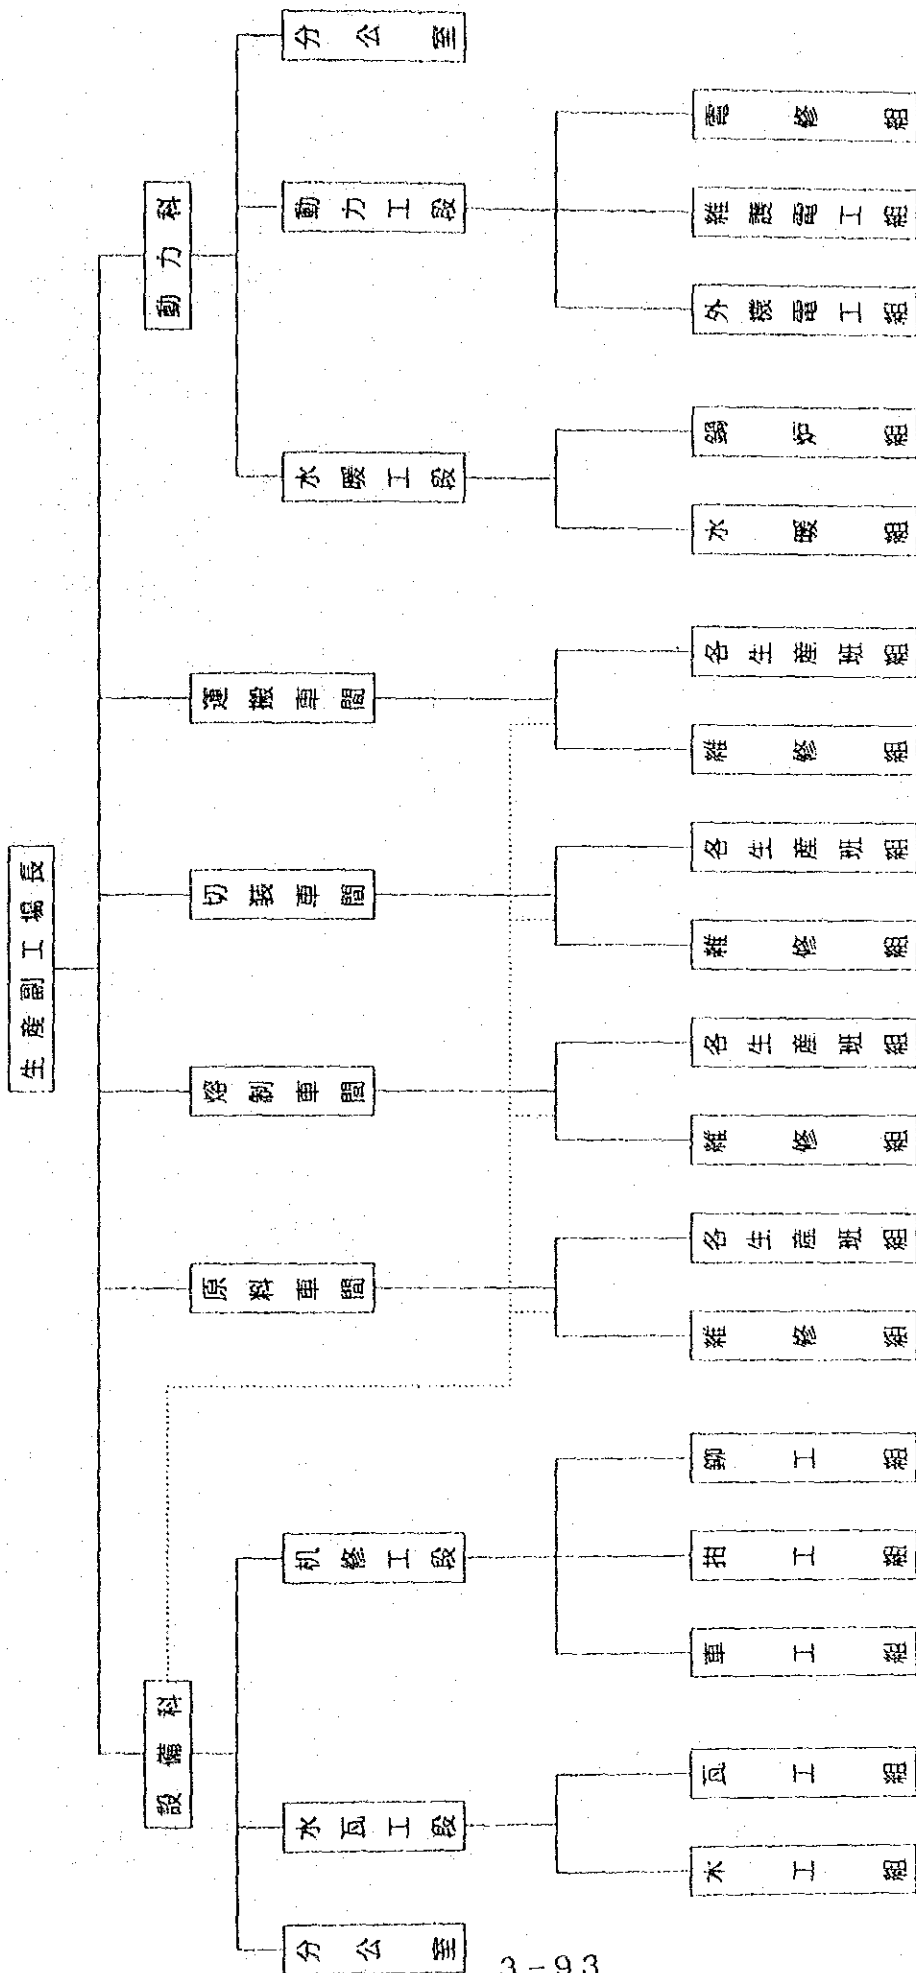 生産副工場長
設備科
動力科
原料車間
熔制車間
切装車間
運搬車間
分公室
水瓦工段
机修工段
水暖工段
動力工段
分公室
木工組
瓦工組
車工組
工組
工組
維修組
各生産班組
維修組
各生産班組
維修組
各生産班組
維修組
各生産班組
水暖組
鍋炉組
外機電工組
維護電工組
電修組
3-93